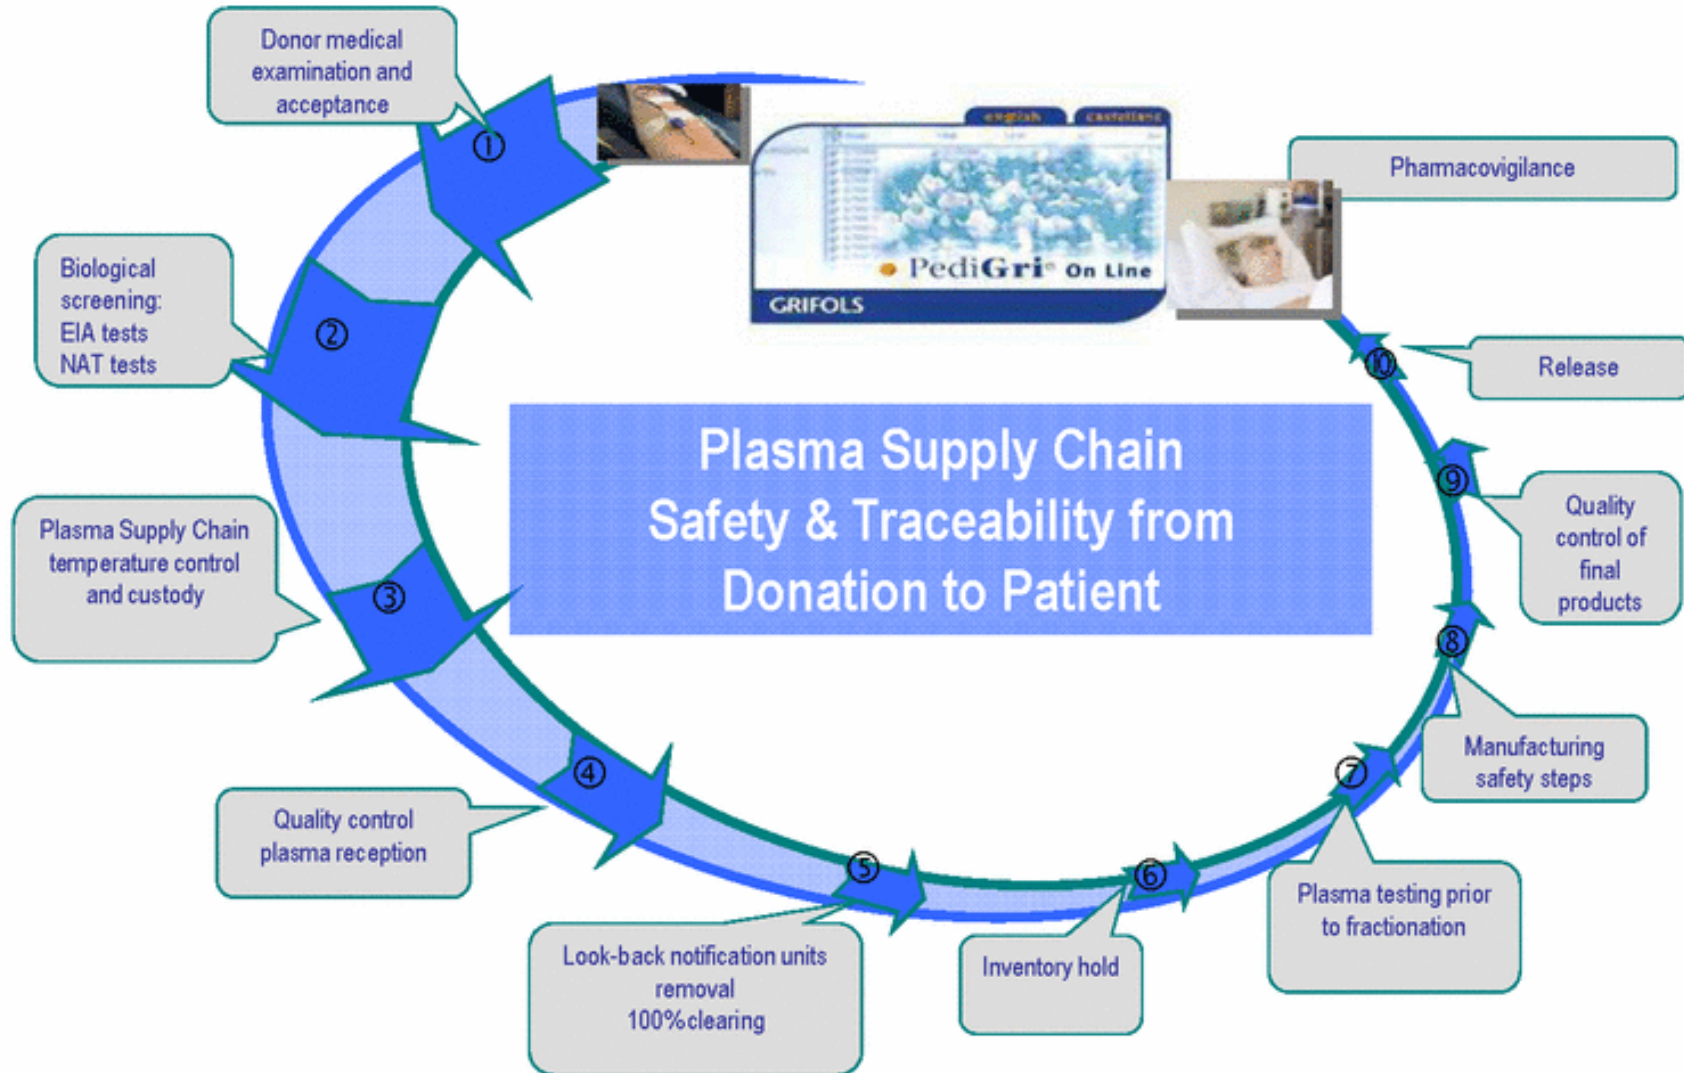 Donor medical
examination and
acceptance
①
english
castellano
PediGri® On Line
GRIFOLS
Pharmacovigilance
Biological
screening:
EIA tests
NAT tests
②
⑩
Release
Plasma Supply Chain
Safety & Traceability from
Donation to Patient
⑨
Quality
control of
final
products
Plasma Supply Chain
temperature control
and custody
③
⑧
Manufacturing
safety steps
④
Quality control
plasma reception
⑦
Plasma testing prior
to fractionation
⑤
Look-back notification units
removal
100%clearing
⑥
Inventory hold